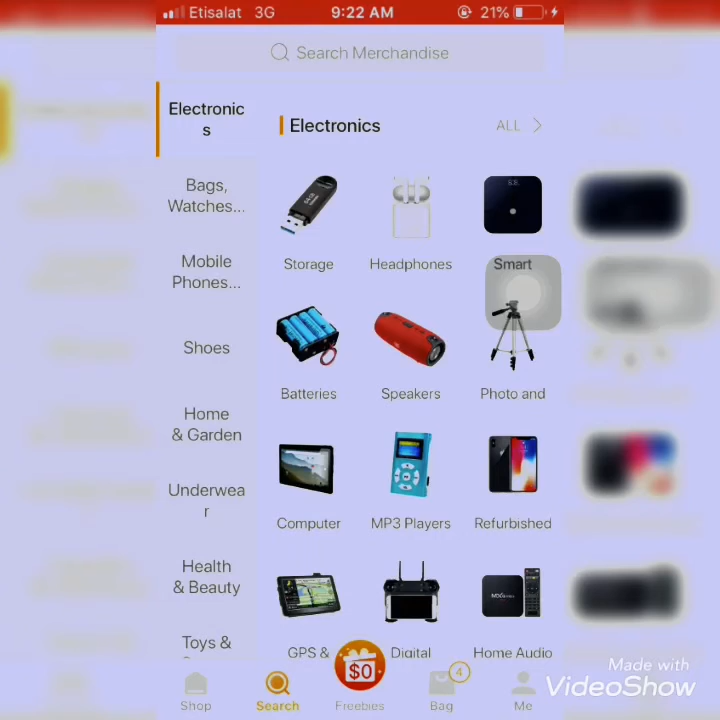 Etisalat 3G 9:22 AM 21%
Search Merchandise
Electronic
s
Bags,
Watches...
Mobile
Phones...
Shoes
Home
& Garden
Underwea
r
Health
& Beauty
Toys &
Electronics ALL
Storage Headphones Smart
Batteries Speakers Photo and
Computer MP3 Players Refurbished
GPS & Digital Home Audio
$0
4
Shop Search Freebies Bag Me
Made with
VideoShow